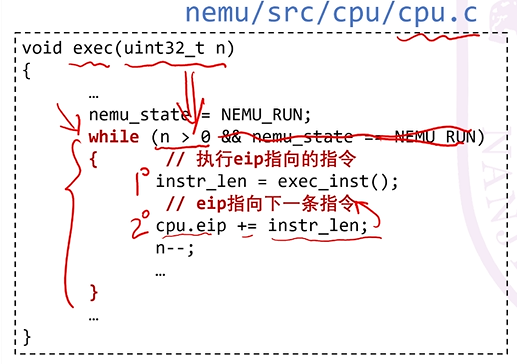 nemu/src/cpu/cpu.c
void exec(uint32_t n)
{
…
nemu_state = NEMU_RUN;
while (n > 0 && nemu_state == NEMU_RUN)
{ // 执行eip指向的指令
1° instr_len = exec_inst();
// eip指向下一条指令
2° cpu.eip += instr_len;
n--;
…
}
…
}
NAN